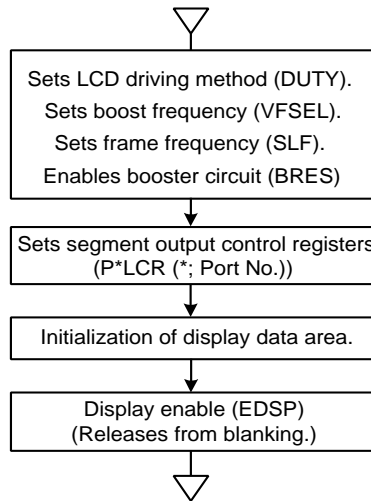 Sets LCD driving method (DUTY).
Sets boost frequency (VFSEL).
Sets frame frequency (SLF).
Enables booster circuit (BRES)
Sets segment output control registers
(P*LCR (*; Port No.))
Initialization of display data area.
Display enable (EDSP)
(Releases from blanking.)